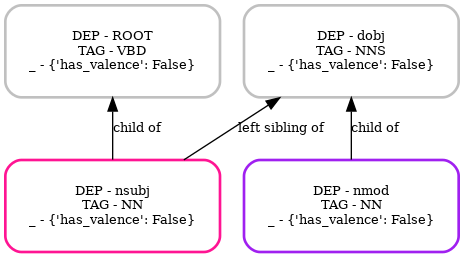 DEP - ROOT
TAG - VBD
_ - {'has_valence': False}
DEP - dobj
TAG - NNS
_ - {'has_valence': False}
child of
left sibling of
child of
DEP - nsubj
TAG - NN
_ - {'has_valence': False}
DEP - nmod
TAG - NN
_ - {'has_valence': False}